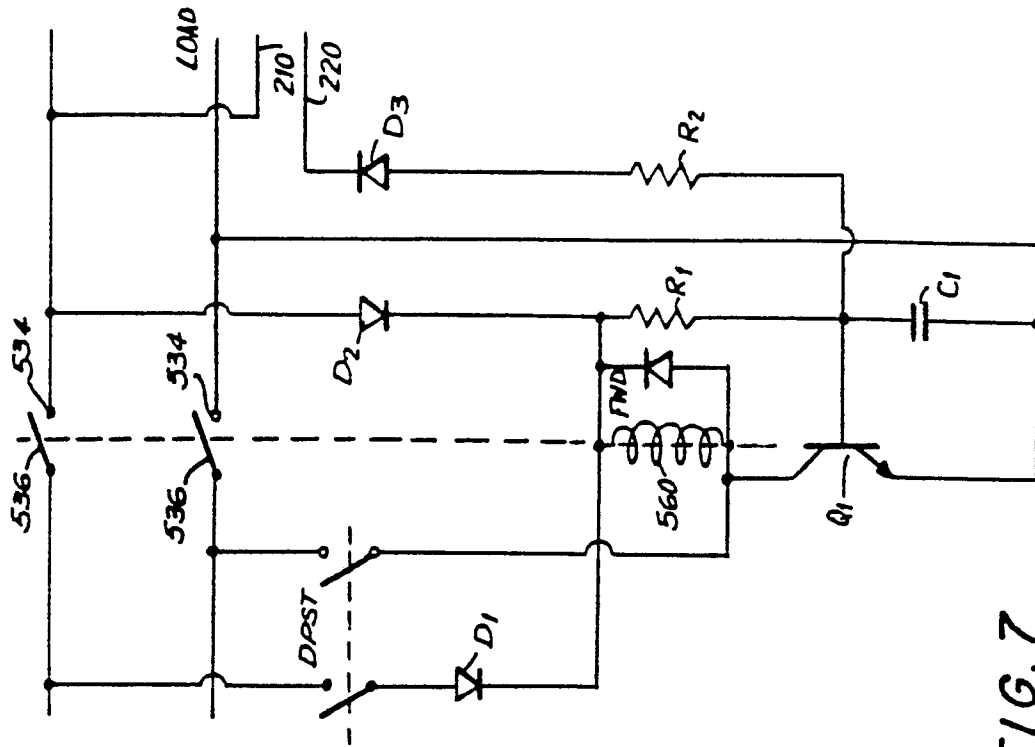 LOAD
210
220
D3
R2
534
534
D2
R1
C1
536
536
FWD
560
Q1
DPST
D1
FIG. 7